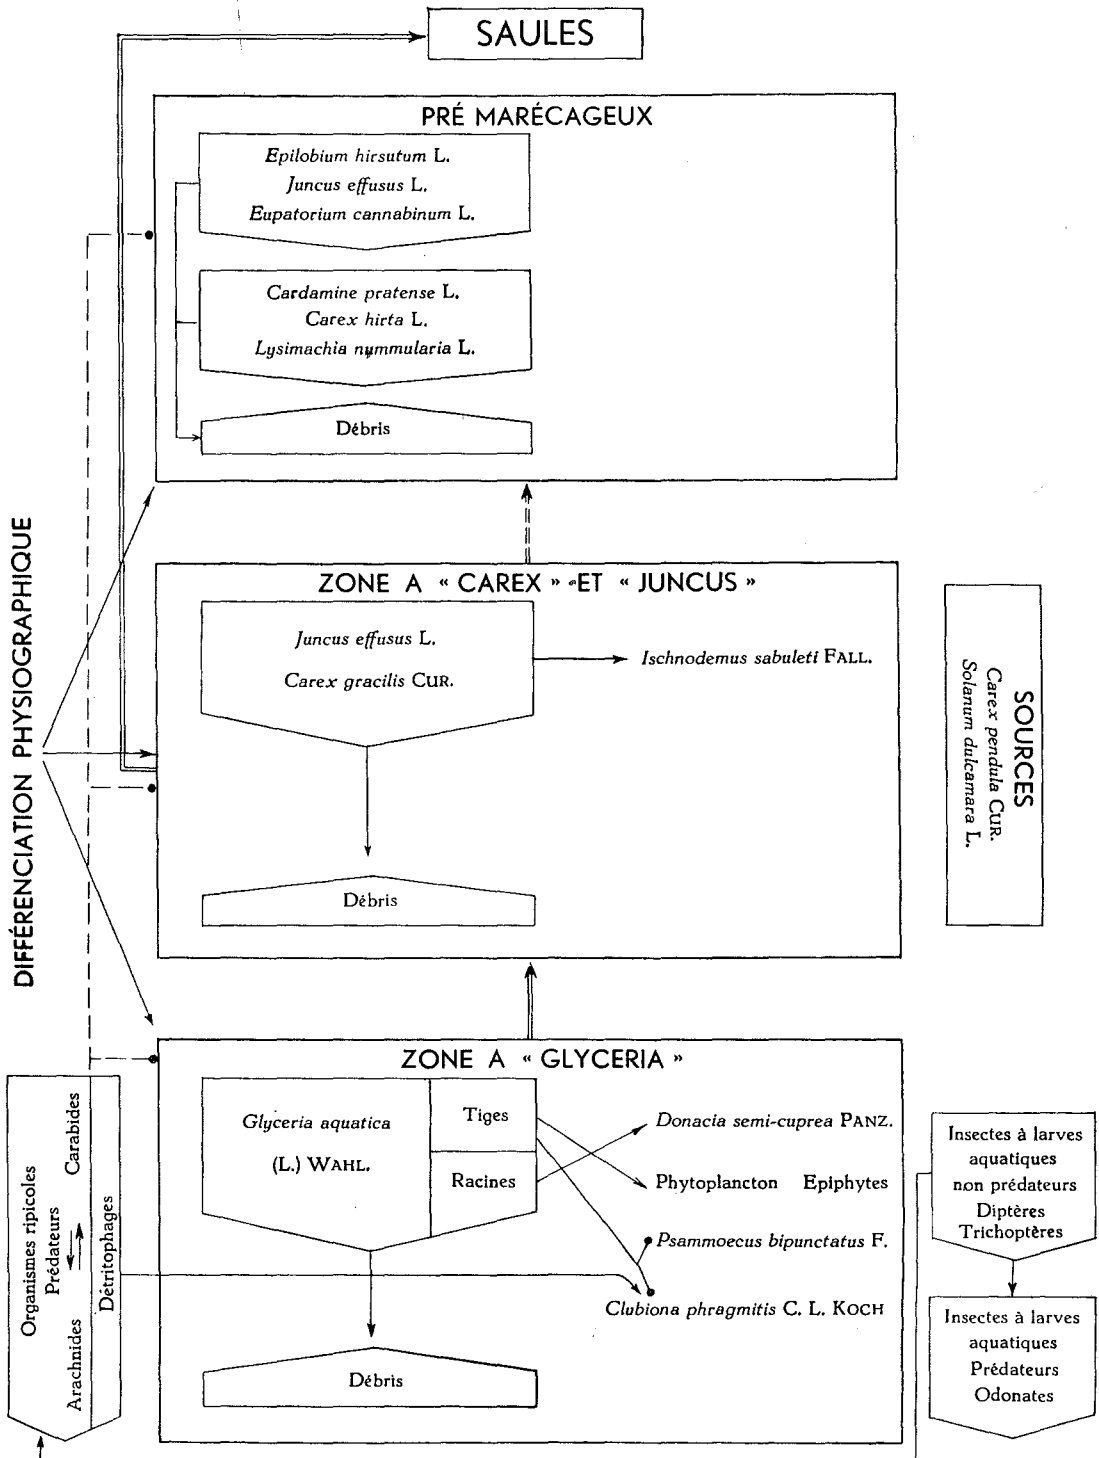 SAULES
PRÉ MARÉCAGEUX
Epilobium hirsutum L.
Juncus effusus L.
Eupatorium cannabinum L.
Cardamine pratense L.
Carex hirta L.
Lysimachia nymmularia L.
Débris
DIFFÉRENCIATION PHYSIOGRAPHIQUE
ZONE A « CAREX » ET « JUNCUS »
Juncus effusus L.
Carex gracilis CUR.
Ischnodemus sabuleti FALL.
Débris
SOURCES
Carex pendula CUR.
Solanum dulcamara L.
ZONE A « GLYCERIA »
Glyceria aquatica
(L.) WAHL.
Tiges
Racines
Donacia semi-cuprea PANZ.
Phytoplancton Epiphytes
Psammoecus bipunctatus F.
Clubiona phragmitis C. L. KOCH
Débris
Organismes ripicoles
Prédateurs
Arachnides Carabides
Détritophages
Insectes à larves
aquatiques
non prédateurs
Diptères
Trichoptères
Insectes à larves
aquatiques
Prédateurs
Odonates